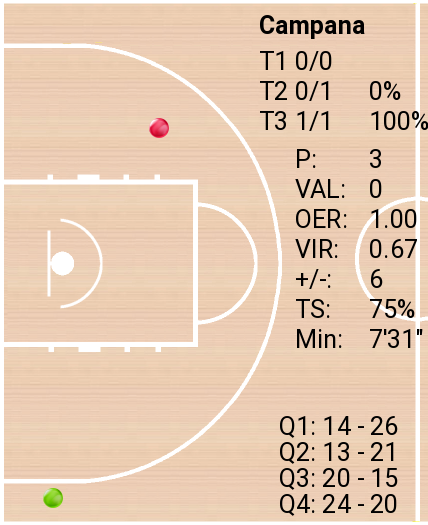 Campana
T1 0/0
T2 0/1 0%
T3 1/1 100%
P: 3
VAL: 0
OER: 1.00
VIR: 0.67
+/-: 6
TS: 75%
Min: 7'31"
Q1: 14 - 26
Q2: 13 - 21
Q3: 20 - 15
Q4: 24 - 20